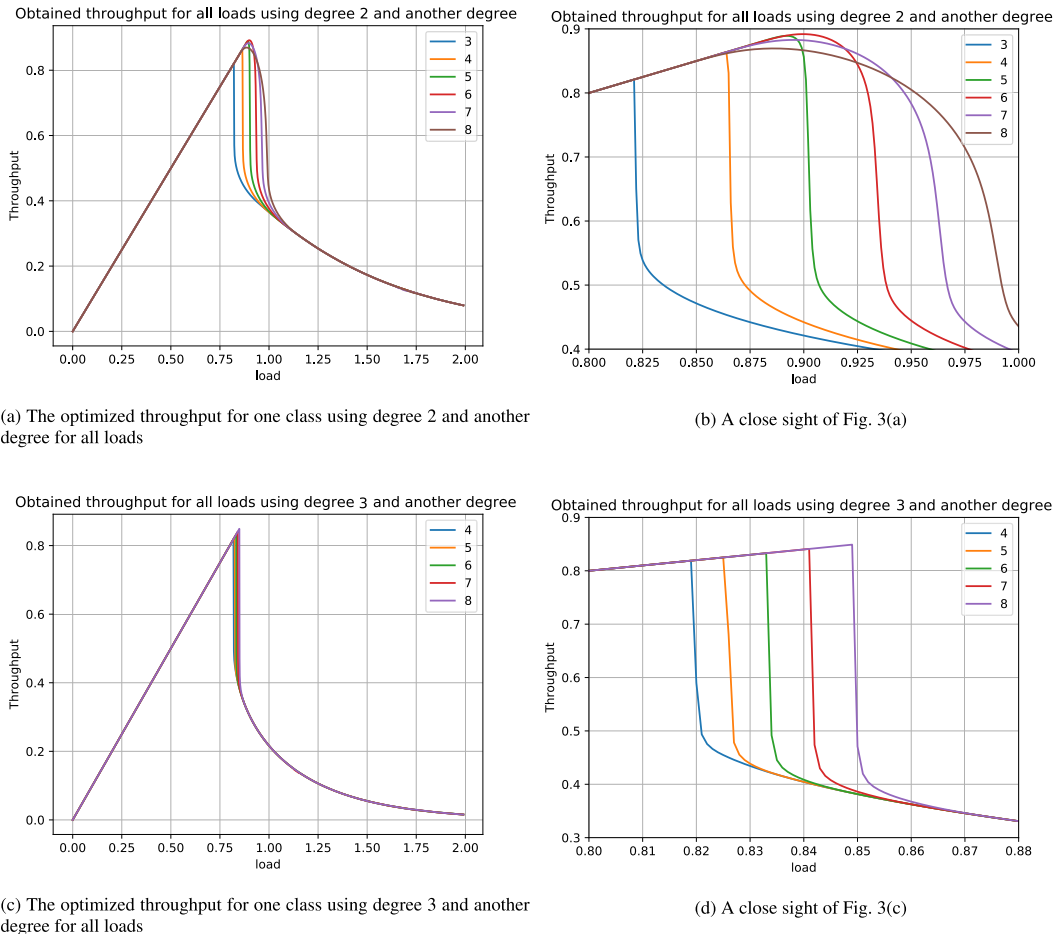 Obtained throughput for all loads using degree 2 and another degree
0.8
0.6
0.4
0.2
0.0
Throughput
3
4
5
6
7
8
0.00 0.25 0.50 0.75 1.00 1.25 1.50 1.75 2.00
load
(a) The optimized throughput for one class using degree 2 and another
degree for all loads
Obtained throughput for all loads using degree 2 and another degree
0.9
0.8
0.7
0.6
0.5
0.4
Throughput
3
4
5
6
7
8
0.800 0.825 0.850 0.875 0.900 0.925 0.950 0.975 1.000
load
(b) A close sight of Fig. 3(a)
Obtained throughput for all loads using degree 3 and another degree
0.8
0.6
0.4
0.2
0.0
Throughput
4
5
6
7
8
0.00 0.25 0.50 0.75 1.00 1.25 1.50 1.75 2.00
load
(c) The optimized throughput for one class using degree 3 and another
degree for all loads
Obtained throughput for all loads using degree 3 and another degree
0.9
0.8
0.7
0.6
0.5
0.4
0.3
Throughput
4
5
6
7
8
0.80 0.81 0.82 0.83 0.84 0.85 0.86 0.87 0.88
load
(d) A close sight of Fig. 3(c)